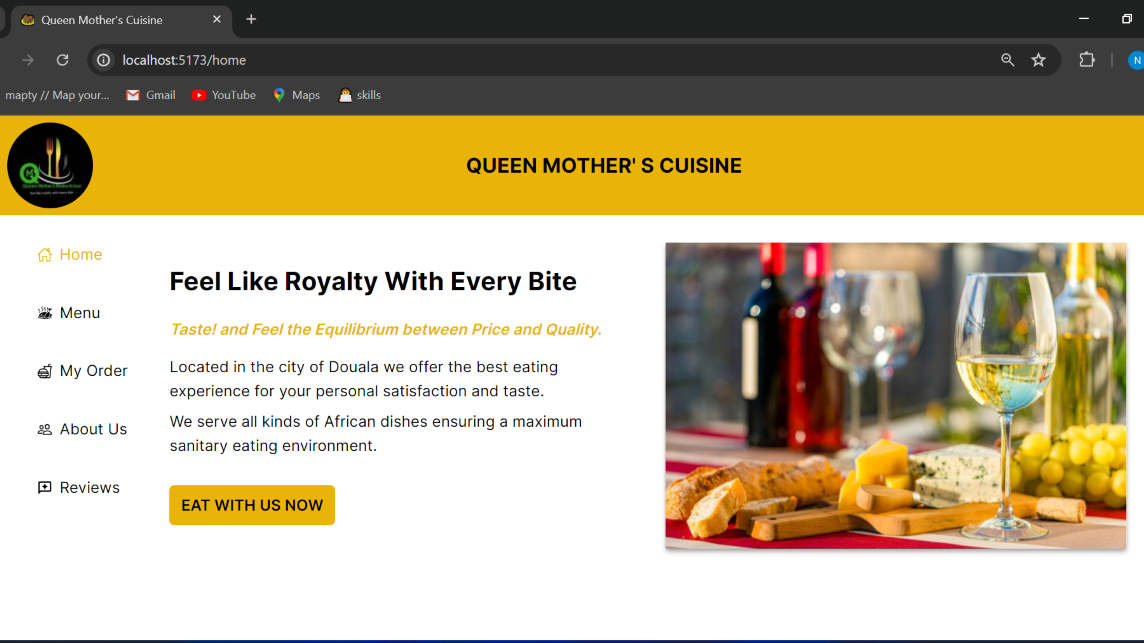 Queen Mother's Cuisine
localhost:5173/home
N
mapty // Map your...
Gmail
YouTube
Maps
skills
QUEEN MOTHER' S CUISINE
Home
Menu
My Order
About Us
Reviews
Feel Like Royalty With Every Bite
Taste! and Feel the Equilibrium between Price and Quality.
Located in the city of Douala we offer the best eating
experience for your personal satisfaction and taste.
We serve all kinds of African dishes ensuring a maximum
sanitary eating environment.
EAT WITH US NOW